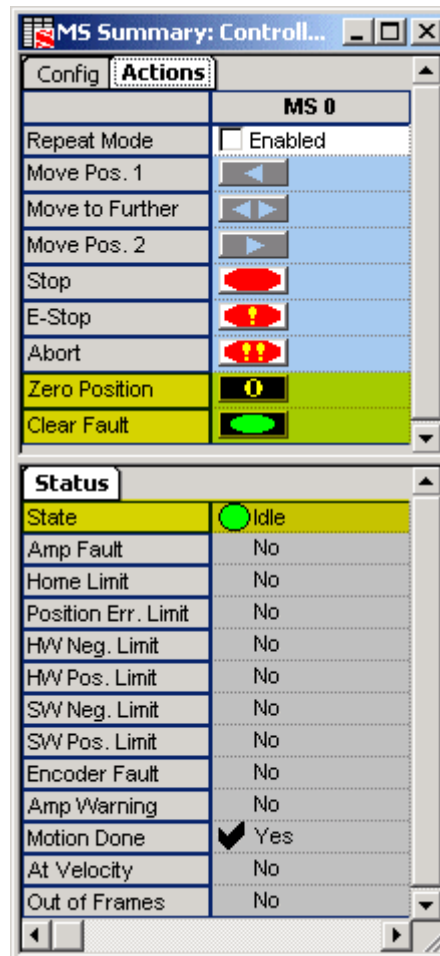 MS Summary: Controll...
Config Actions
MS 0
Repeat Mode Enabled
Move Pos. 1
Move to Further
Move Pos. 2
Stop
E-Stop !
Abort !!
Zero Position 0
Clear Fault
Status
State Idle
Amp Fault No
Home Limit No
Position Err. Limit No
HW Neg. Limit No
HW Pos. Limit No
SW Neg. Limit No
SW Pos. Limit No
Encoder Fault No
Amp Warning No
Motion Done Yes
At Velocity No
Out of Frames No